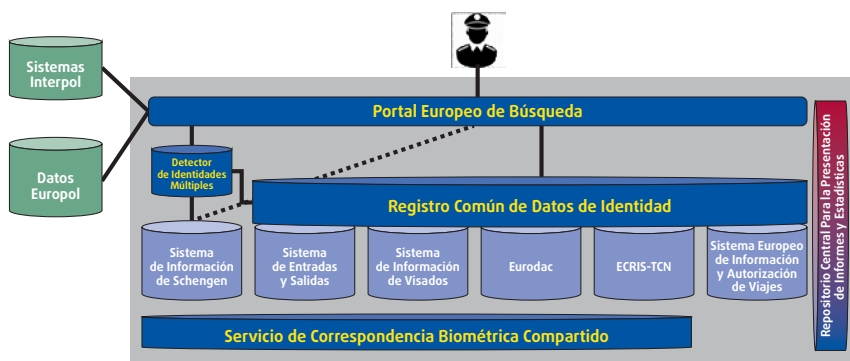 Sistemas
Interpol
Datos
Europol
Portal Europeo de Búsqueda
Detector
de Identidades
Múltiples
Registro Común de Datos de Identidad
Sistema
de Información
de Schengen
Sistema
de Entradas
y Salidas
Sistema
de Información
de Visados
Eurodac
ECRIS-TCN
Sistema Europeo
de Información
y Autorización
de Viajes
Servicio de Correspondencia Biométrica Compartido
Repositorio Central Para la Presentación
de Informes y Estadísticas